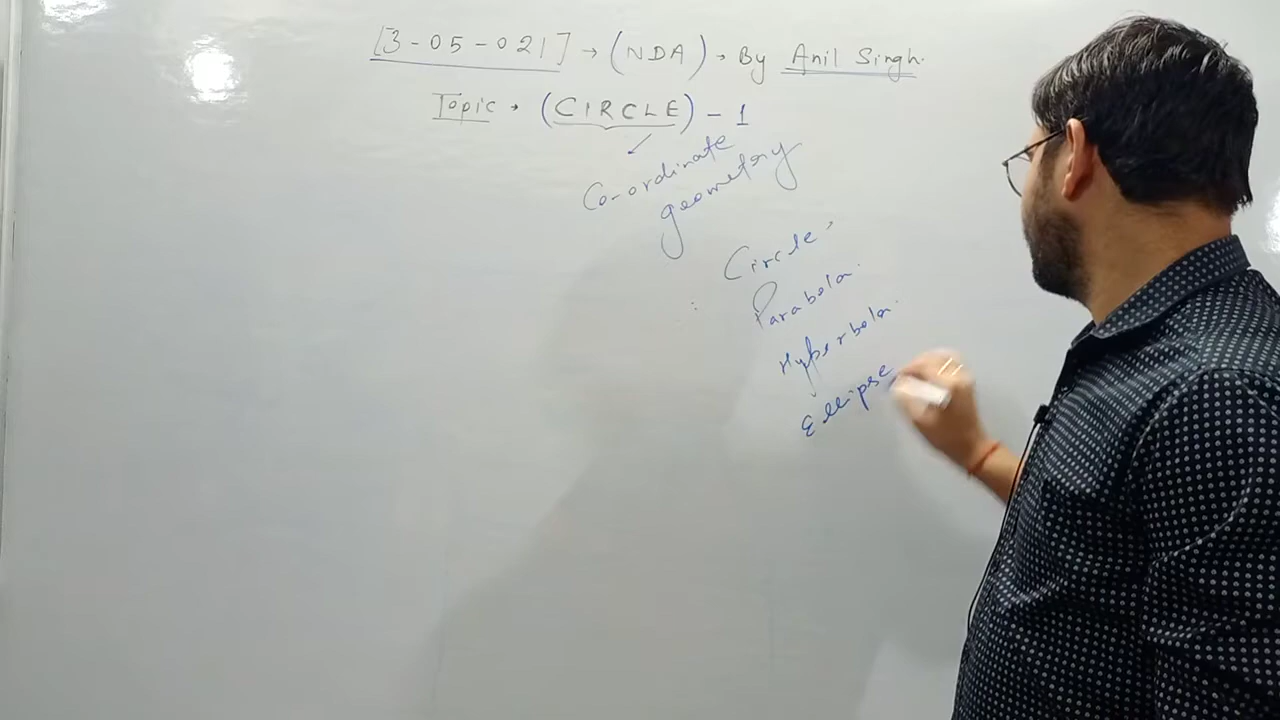 [3-05-021] → (NDA) → By Anil Singh.
Topic → (CIRCLE) - 1
Co-ordinate
geometry
Circle
Parabola
Hyperbola
Ellipse